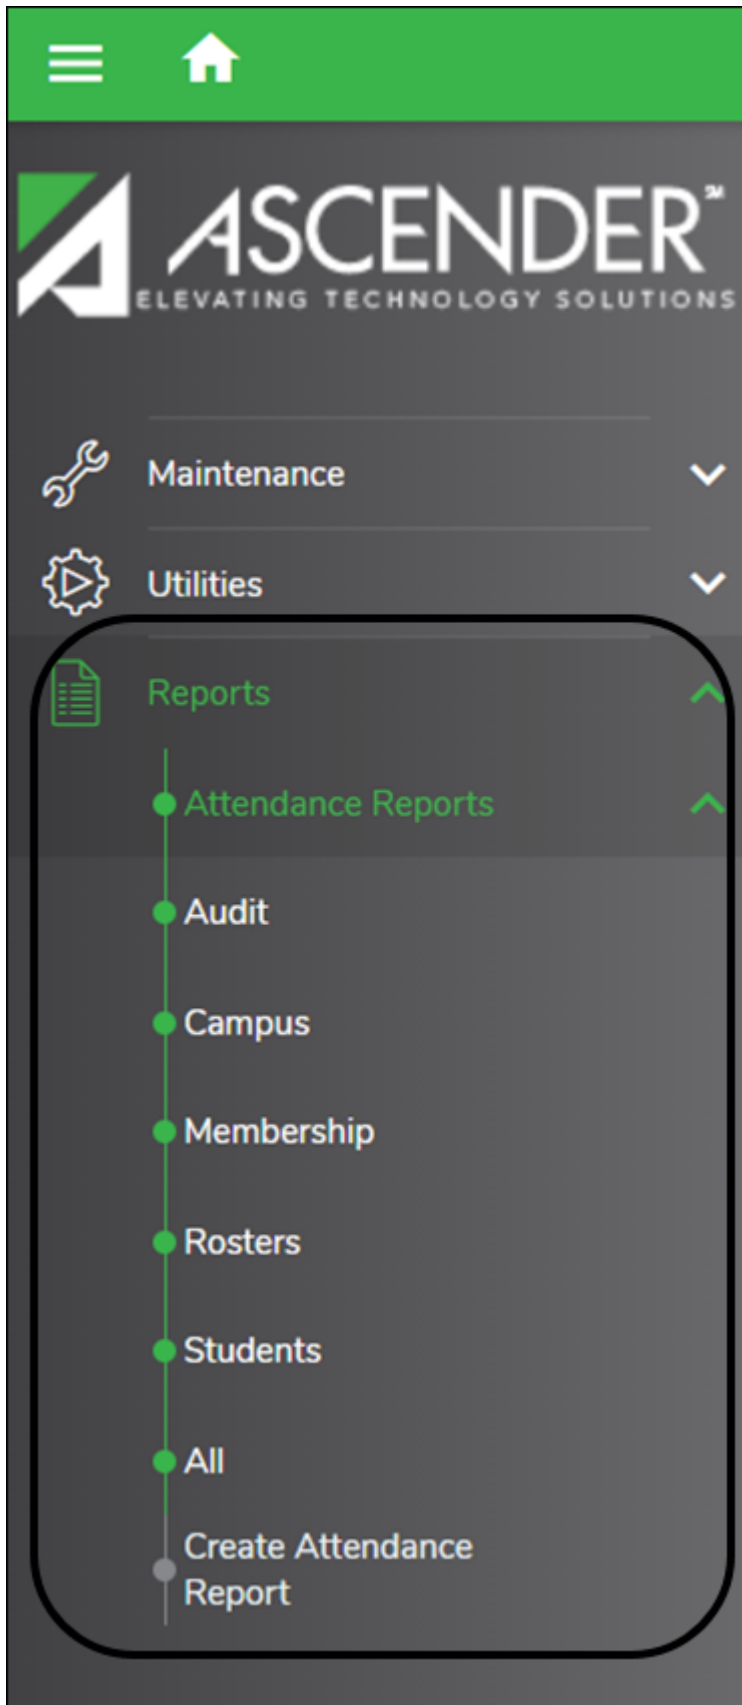 ASCENDER℠
ELEVATING TECHNOLOGY SOLUTIONS
Maintenance
Utilities
Reports
Attendance Reports
Audit
Campus
Membership
Rosters
Students
All
Create Attendance
Report